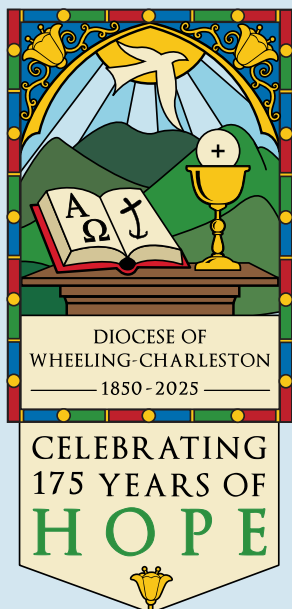 Α
Ω
DIOCESE OF
WHEELING-CHARLESTON
1850-2025
CELEBRATING
175 YEARS OF
HOPE